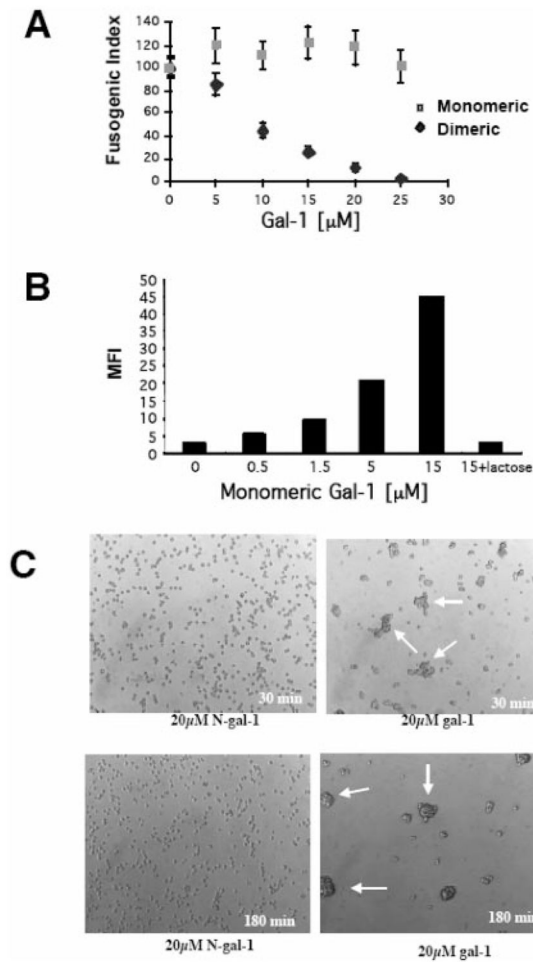 A
Fusogenic Index
140
120
100
80
60
40
20
0
0 5 10 15 20 25 30
Gal-1 [μM]
Monomeric
Dimeric
B
MFI
50
45
40
35
30
25
20
15
10
5
0
0 0.5 1.5 5 15 15+lactose
Monomeric Gal-1 [μM]
C
30 min
30 min
20μM N-gal-1
20μM gal-1
180 min
180 min
20μM N-gal-1
20μM gal-1